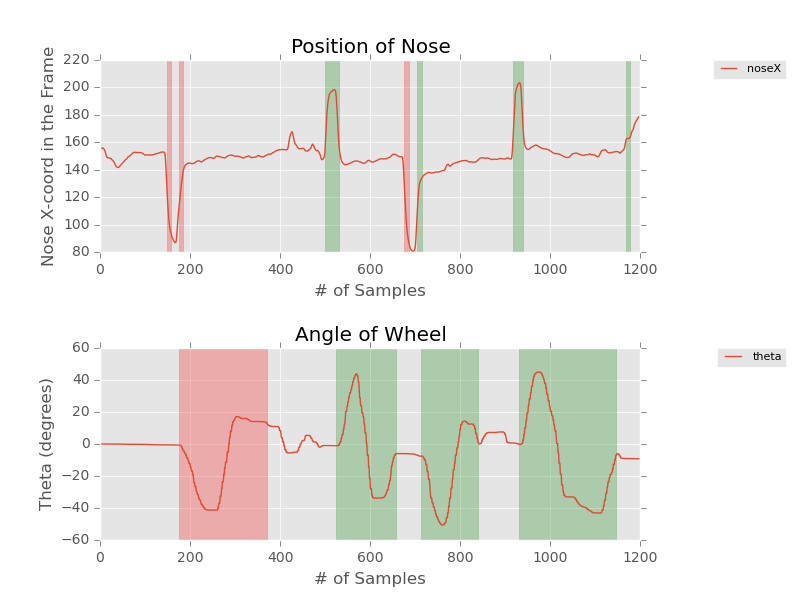 Position of Nose
220
200
180
160
140
120
100
80
Nose X-coord in the Frame
0 200 400 600 800 1000 1200
# of Samples
noseX
Angle of Wheel
60
40
20
0
−20
−40
−60
Theta (degrees)
0 200 400 600 800 1000 1200
# of Samples
theta